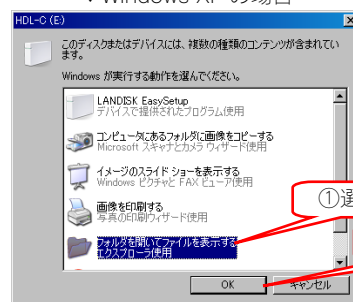 ・Windows XP の場合
HDL-C (E:)
このディスクまたはデバイスには、複数の種類のコンテンツが含まれてい
ます。
Windows が実行する動作を選んでください。
LANDISK EasySetup
デバイスで提供されたプログラム使用
コンピュータにあるフォルダに画像をコピーする
Microsoft スキャナとカメラ ウィザード使用
イメージのスライド ショーを表示する
Windows ピクチャと FAX ビューア使用
画像を印刷する
写真の印刷ウィザード使用
フォルダを開いてファイルを表示する
エクスプローラ使用
①選
OK
キャンセル